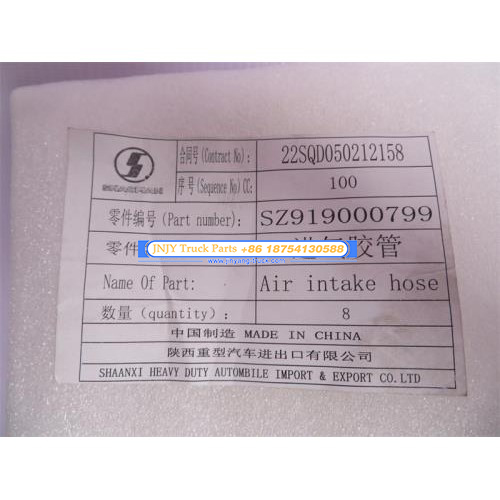 SHAANXI
合同号(Contract No):
22SQD050212158
序号(Sequence No)CC:
100
零件编号(Part number):
SZ919000799
零件
胶管
JNJY Truck Parts +86 18754130588
Name Of Part:
Air intake hose
数量(quantity):
8
中国制造 MADE IN CHINA
陕西重型汽车进出口有限公司
SHAANXI HEAVY DUTY AUTOMBILE IMPORT & EXPORT CO.LTD